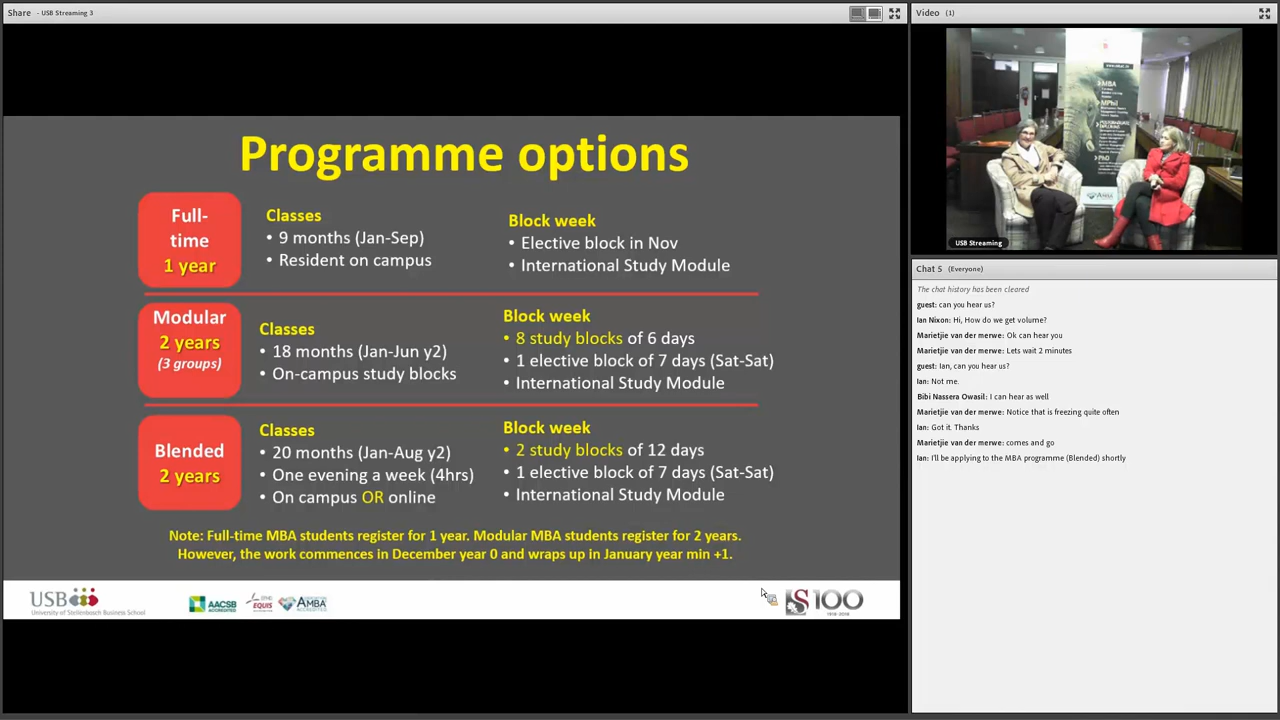 Share - USB Streaming 3
Programme options
Full-
time
1 year
Classes
• 9 months (Jan-Sep)
• Resident on campus
Block week
• Elective block in Nov
• International Study Module
Modular
2 years
(3 groups)
Classes
• 18 months (Jan-Jun y2)
• On-campus study blocks
Block week
• 8 study blocks of 6 days
• 1 elective block of 7 days (Sat-Sat)
• International Study Module
Blended
2 years
Classes
• 20 months (Jan-Aug y2)
• One evening a week (4hrs)
• On campus OR online
Block week
• 2 study blocks of 12 days
• 1 elective block of 7 days (Sat-Sat)
• International Study Module
Note: Full-time MBA students register for 1 year. Modular MBA students register for 2 years.
However, the work commences in December year 0 and wraps up in January year min +1.
USB
University of Stellenbosch Business School
AACSB
ACCREDITED
EQUIS
ACCREDITED
AMBA
ACCREDITED
S100
1918-2018
Video (1)
MBA
MPhil
PhD
USB Streaming
Chat 5 (Everyone)
The chat history has been cleared
guest: can you hear us?
Ian Nixon: Hi, How do we get volume?
Marietjie van der merwe: Ok can hear you
Marietjie van der merwe: Lets wait 2 minutes
guest: Ian, can you hear us?
Ian: Not me.
Bibi Nassera Owasil: I can hear as well
Marietjie van der merwe: Notice that is freezing quite often
Ian: Got it. Thanks
Marietjie van der merwe: comes and go
Ian: I'll be applying to the MBA programme (Blended) shortly